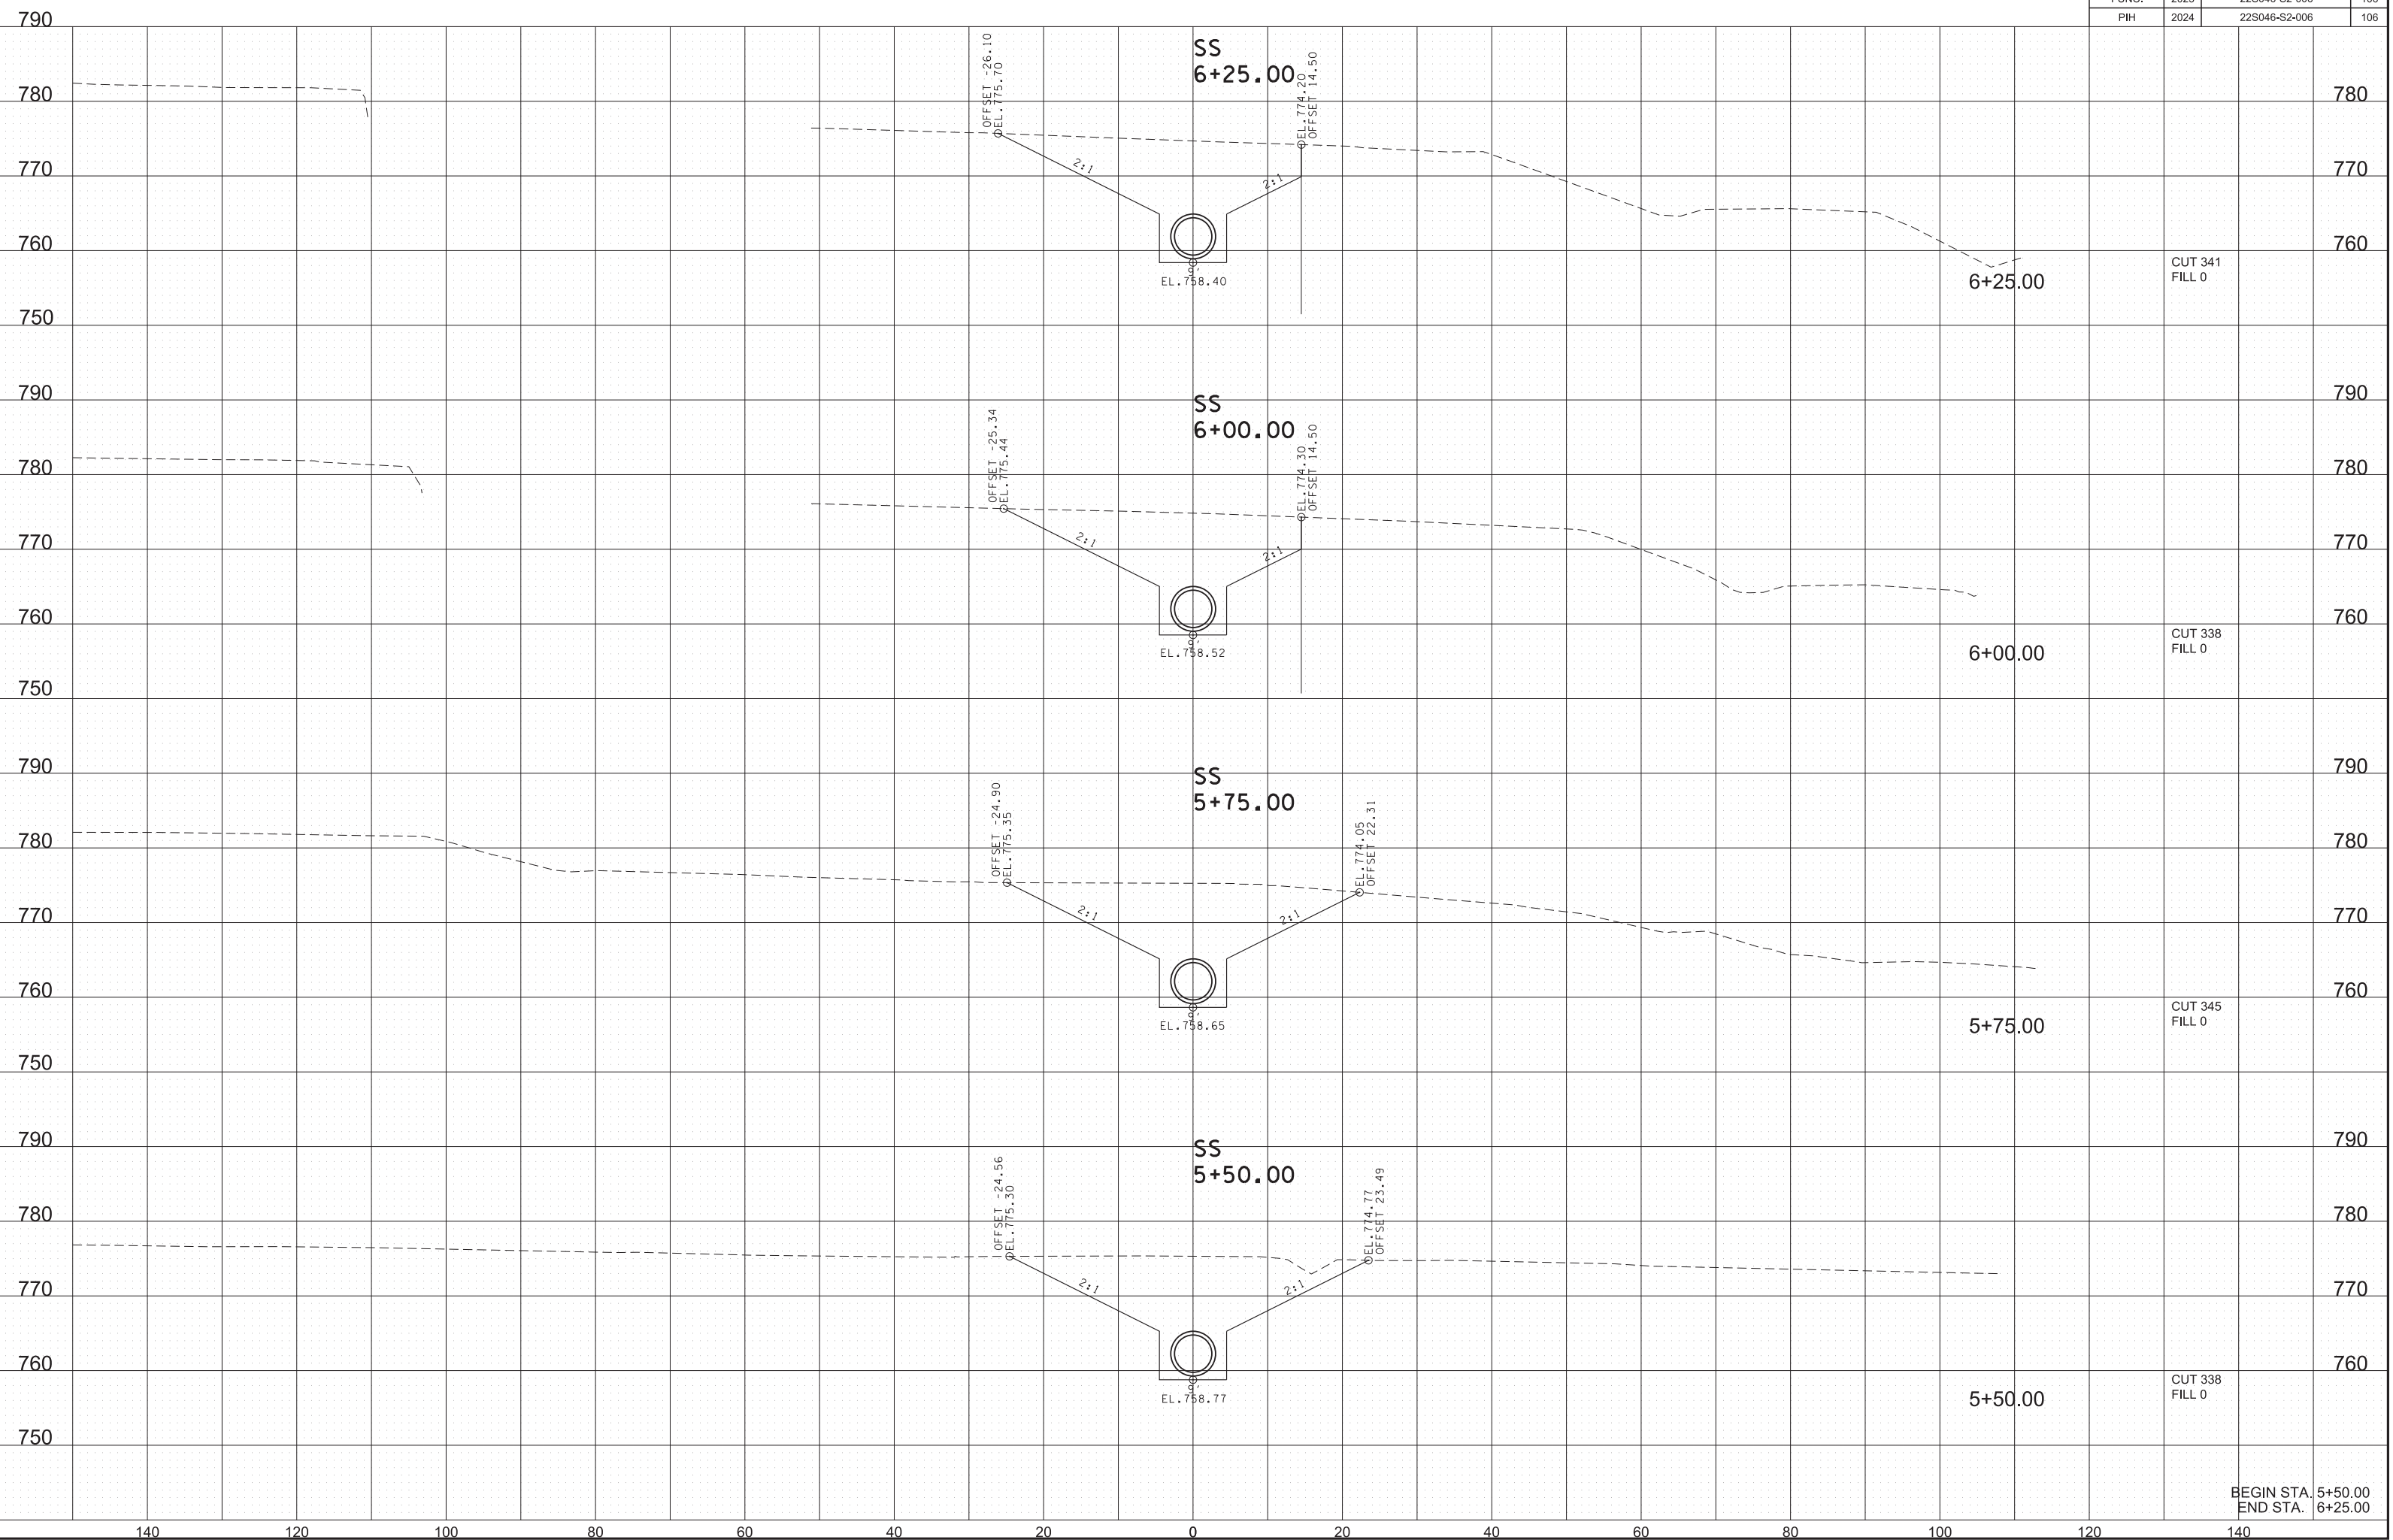 PIH 2024 22S046-S2-006 106
790
SS
6+25.00
OFFSET -26.10
EL.775.70
EL.774.20
OFFSET 14.50
780 780
2:1 2:1
770 770
760 760
9'
EL.758.40
6+25.00
CUT 341
FILL 0
750
790 790
SS
6+00.00
OFFSET -25.34
EL.775.44
EL.774.30
OFFSET 14.50
780 780
2:1 2:1
770 770
760 760
9'
EL.758.52
6+00.00
CUT 338
FILL 0
750
790 790
SS
5+75.00
OFFSET -24.90
EL.775.35
EL.774.05
OFFSET 22.31
780 780
2:1 2:1
770 770
760 760
9'
EL.758.65
5+75.00
CUT 345
FILL 0
750
790 790
SS
5+50.00
OFFSET -24.56
EL.775.30
EL.774.77
OFFSET 23.49
780 780
2:1 2:1
770 770
760 760
9'
EL.758.77
5+50.00
CUT 338
FILL 0
750
BEGIN STA. 5+50.00
END STA. 6+25.00
140 120 100 80 60 40 20 0 20 40 60 80 100 120 140